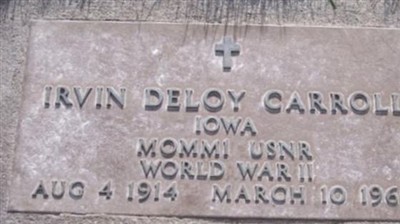 IRVIN DELOY CARROLL
IOWA
MOMM1 USNR
WORLD WAR II
AUG 4 1914 MARCH 10 196